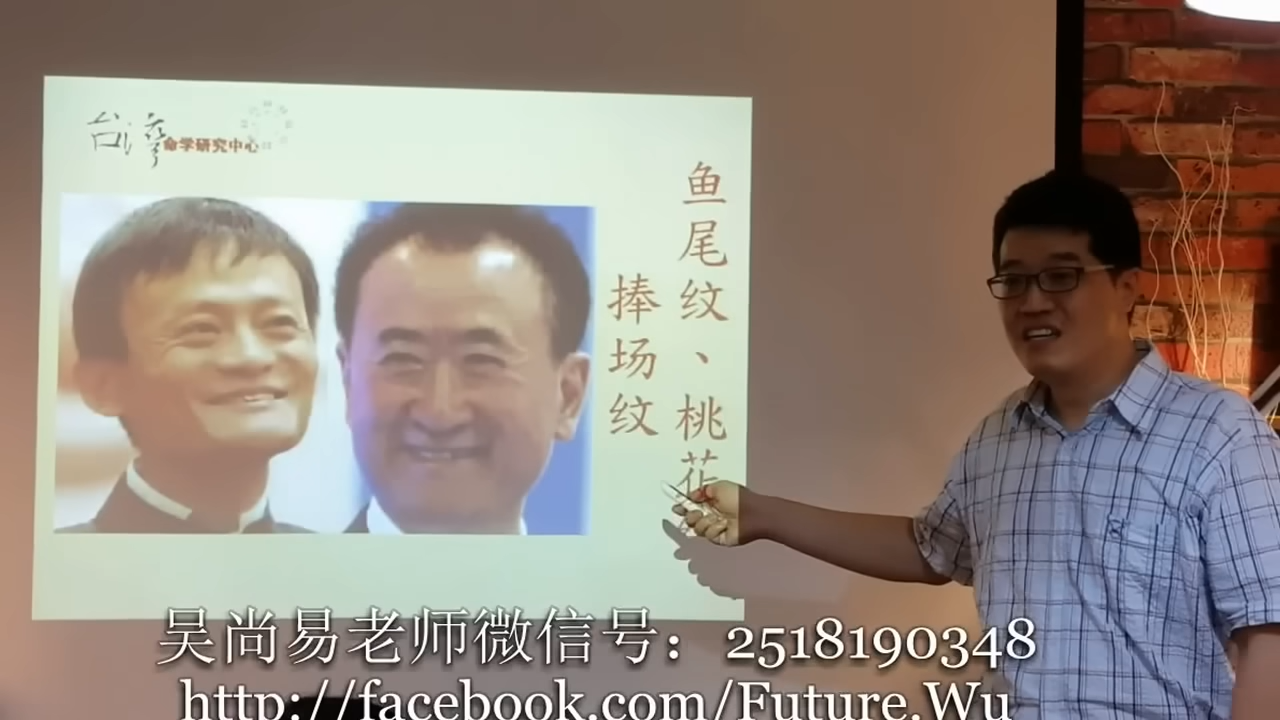 台湾命学研究中心
鱼尾纹、桃花
捧场纹
吴尚易老师微信号：2518190348
http://facebook.com/Future.Wu